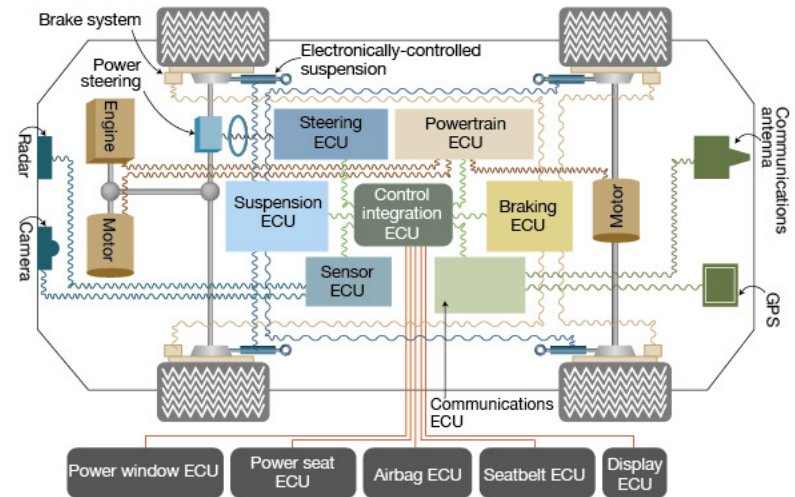 Brake system
Electronically-controlled
suspension
Power
steering
Engine
Steering
ECU
Powertrain
ECU
Communications
antenna
Radar
Suspension
ECU
Control
integration
ECU
Braking
ECU
Motor
Motor
Camera
Sensor
ECU
GPS
Communications
ECU
Power window ECU
Power seat
ECU
Airbag ECU
Seatbelt ECU
Display
ECU